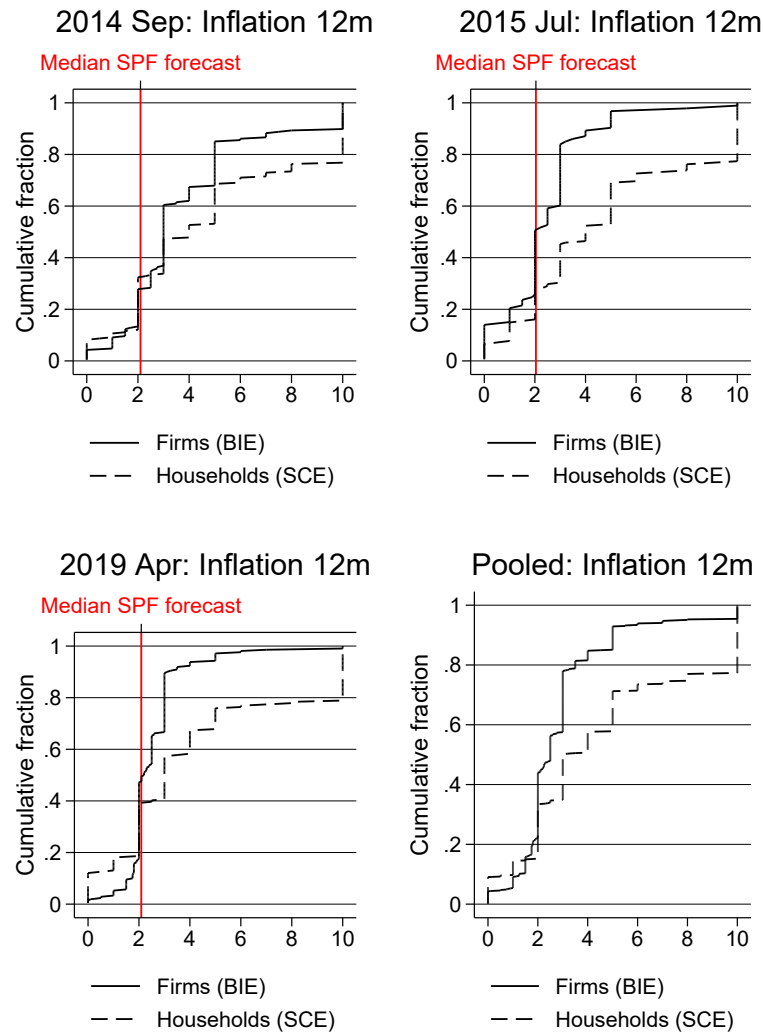 2014 Sep: Inflation 12m
Median SPF forecast
Cumulative fraction
1
.8
.6
.4
.2
0
0 2 4 6 8 10
Firms (BIE)
Households (SCE)
2015 Jul: Inflation 12m
Median SPF forecast
Cumulative fraction
1
.8
.6
.4
.2
0
0 2 4 6 8 10
Firms (BIE)
Households (SCE)
2019 Apr: Inflation 12m
Median SPF forecast
Cumulative fraction
1
.8
.6
.4
.2
0
0 2 4 6 8 10
Firms (BIE)
Households (SCE)
Pooled: Inflation 12m
Cumulative fraction
1
.8
.6
.4
.2
0
0 2 4 6 8 10
Firms (BIE)
Households (SCE)